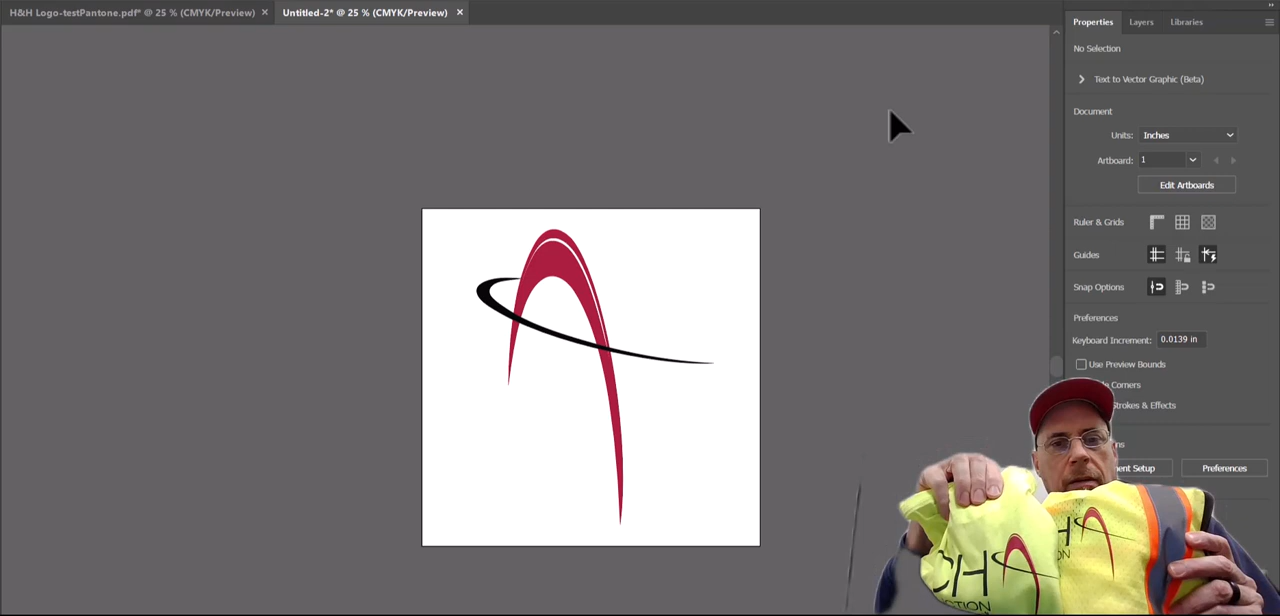 H&H Logo-testPantone.pdf* @ 25 % (CMYK/Preview) ×
Untitled-2* @ 25 % (CMYK/Preview) ×
Properties Layers Libraries
No Selection
Text to Vector Graphic (Beta)
Document
Units: Inches
Artboard: 1
Edit Artboards
Ruler & Grids
Guides
Snap Options
Preferences
Keyboard Increment: 0.0139 in
Use Preview Bounds
Corners
Strokes & Effects
Preferences